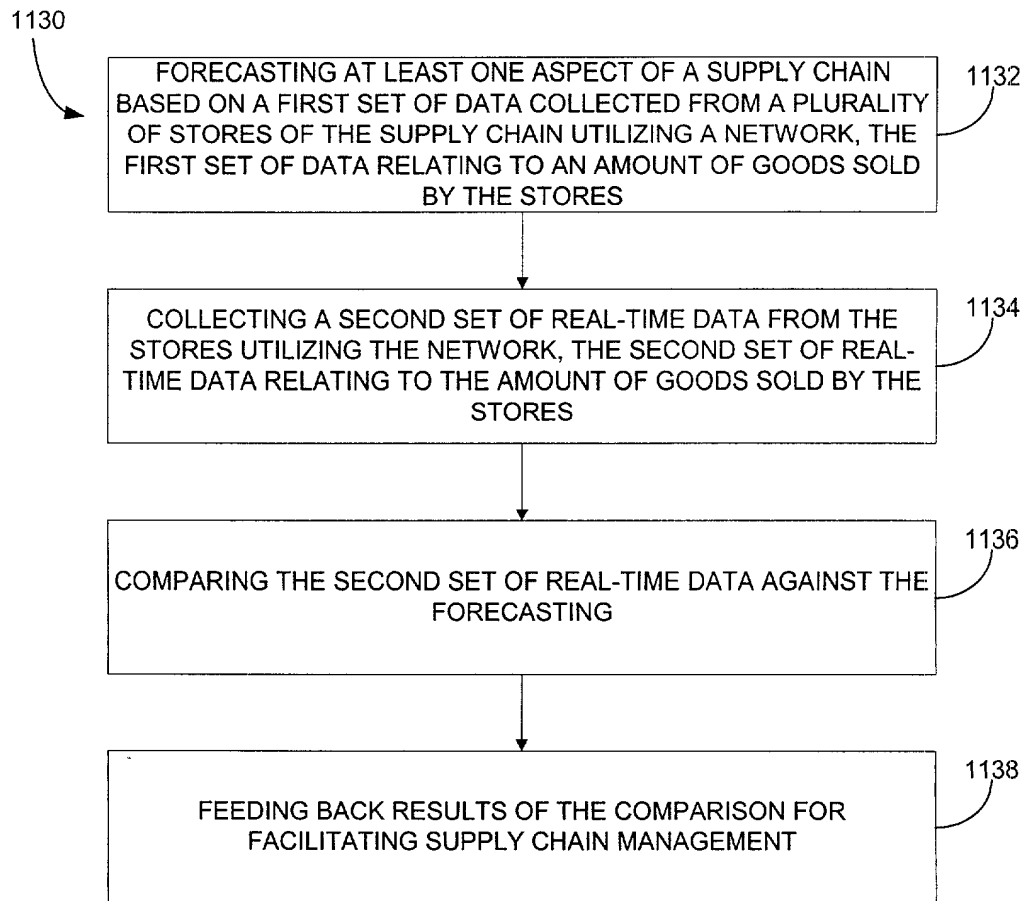 1130
FORECASTING AT LEAST ONE ASPECT OF A SUPPLY CHAIN
BASED ON A FIRST SET OF DATA COLLECTED FROM A PLURALITY
OF STORES OF THE SUPPLY CHAIN UTILIZING A NETWORK, THE
FIRST SET OF DATA RELATING TO AN AMOUNT OF GOODS SOLD
BY THE STORES
1132
COLLECTING A SECOND SET OF REAL-TIME DATA FROM THE
STORES UTILIZING THE NETWORK, THE SECOND SET OF REAL-
TIME DATA RELATING TO THE AMOUNT OF GOODS SOLD BY THE
STORES
1134
COMPARING THE SECOND SET OF REAL-TIME DATA AGAINST THE
FORECASTING
1136
FEEDING BACK RESULTS OF THE COMPARISON FOR
FACILITATING SUPPLY CHAIN MANAGEMENT
1138